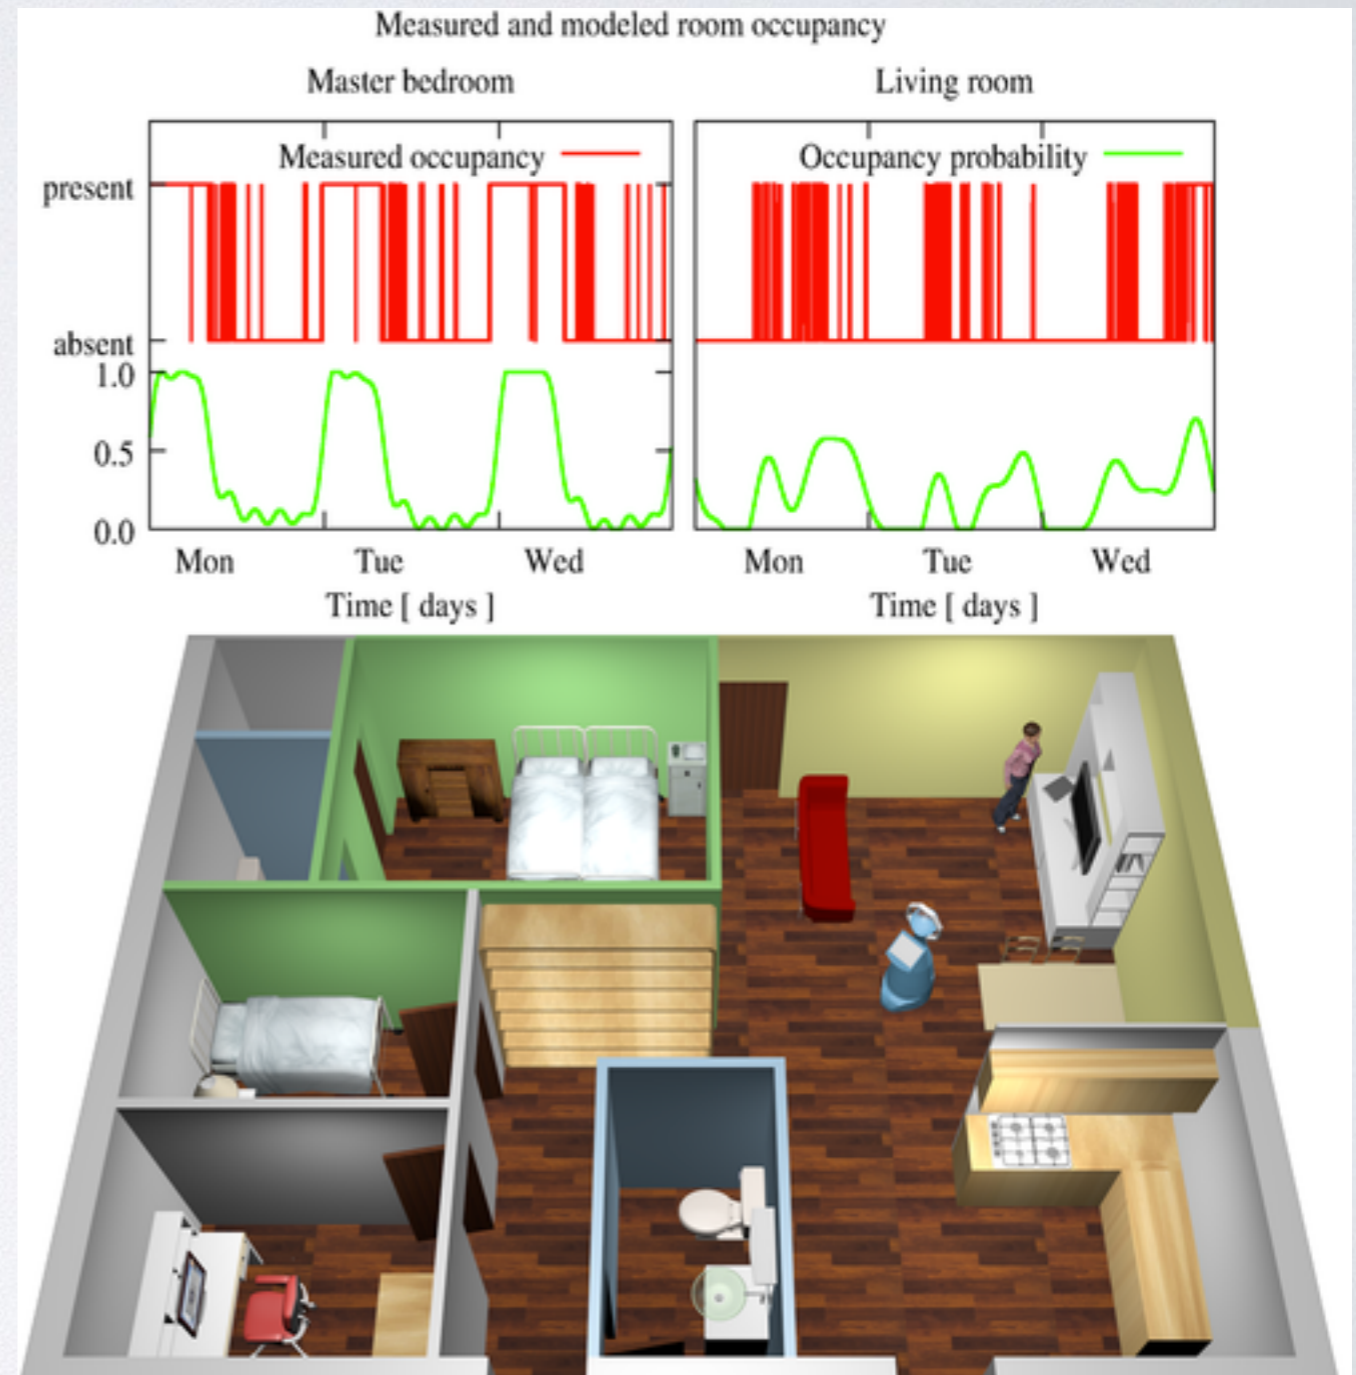 Measured and modeled room occupancy
Master bedroom
Living room
Measured occupancy
Occupancy probability
present
absent
1.0
0.5
0.0
Mon Tue Wed
Mon Tue Wed
Time [ days ]
Time [ days ]